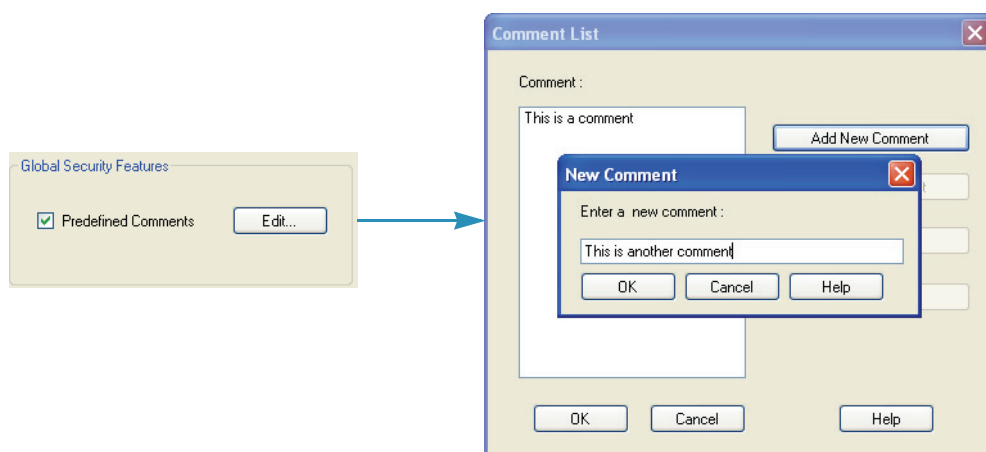 Global Security Features
Predefined Comments
Edit...
Comment List
Comment :
This is a comment
Add New Comment
New Comment
Enter a new comment :
This is another comment
OK
Cancel
Help
OK
Cancel
Help